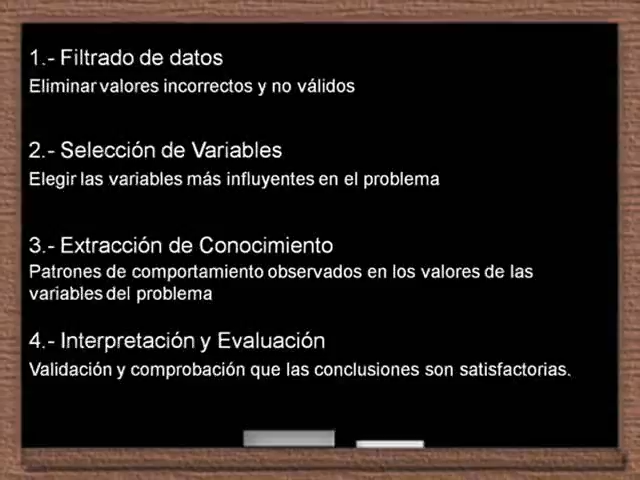 1.- Filtrado de datos
Eliminar valores incorrectos y no válidos
2.- Selección de Variables
Elegir las variables más influyentes en el problema
3.- Extracción de Conocimiento
Patrones de comportamiento observados en los valores de las
variables del problema
4.- Interpretación y Evaluación
Validación y comprobación que las conclusiones son satisfactorias.